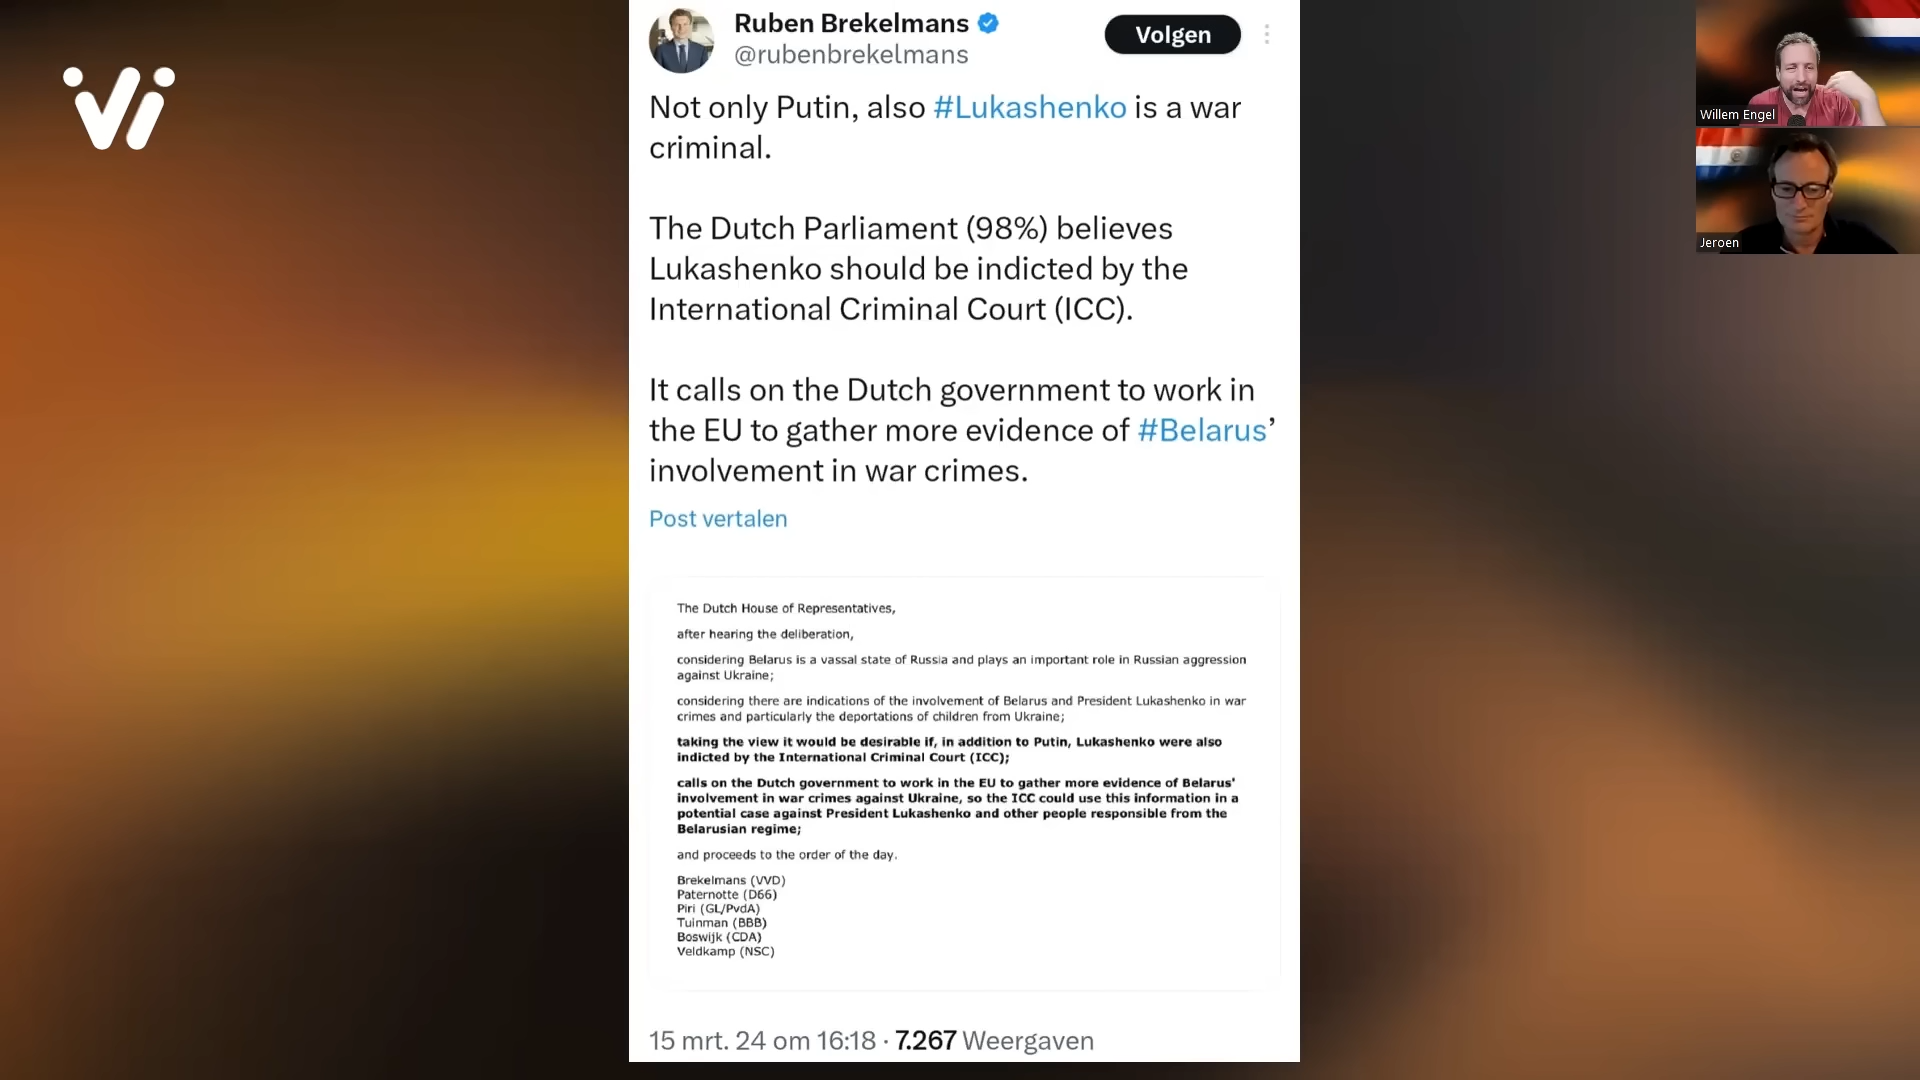 Ruben Brekelmans
@rubenbrekelmans
Volgen
Not only Putin, also #Lukashenko is a war
criminal.
The Dutch Parliament (98%) believes
Lukashenko should be indicted by the
International Criminal Court (ICC).
It calls on the Dutch government to work in
the EU to gather more evidence of #Belarus’
involvement in war crimes.
Post vertalen
The Dutch House of Representatives,
after hearing the deliberation,
considering Belarus is a vassal state of Russia and plays an important role in Russian aggression
against Ukraine;
considering there are indications of the involvement of Belarus and President Lukashenko in war
crimes and particularly the deportations of children from Ukraine;
taking the view it would be desirable if, in addition to Putin, Lukashenko were also
indicted by the International Criminal Court (ICC);
calls on the Dutch government to work in the EU to gather more evidence of Belarus'
involvement in war crimes against Ukraine, so the ICC could use this information in a
potential case against President Lukashenko and other people responsible from the
Belarusian regime;
and proceeds to the order of the day.
Brekelmans (VVD)
Paternotte (D66)
Piri (GL/PvdA)
Tuinman (BBB)
Boswijk (CDA)
Veldkamp (NSC)
15 mrt. 24 om 16:18 · 7.267 Weergaven
Willem Engel
Jeroen